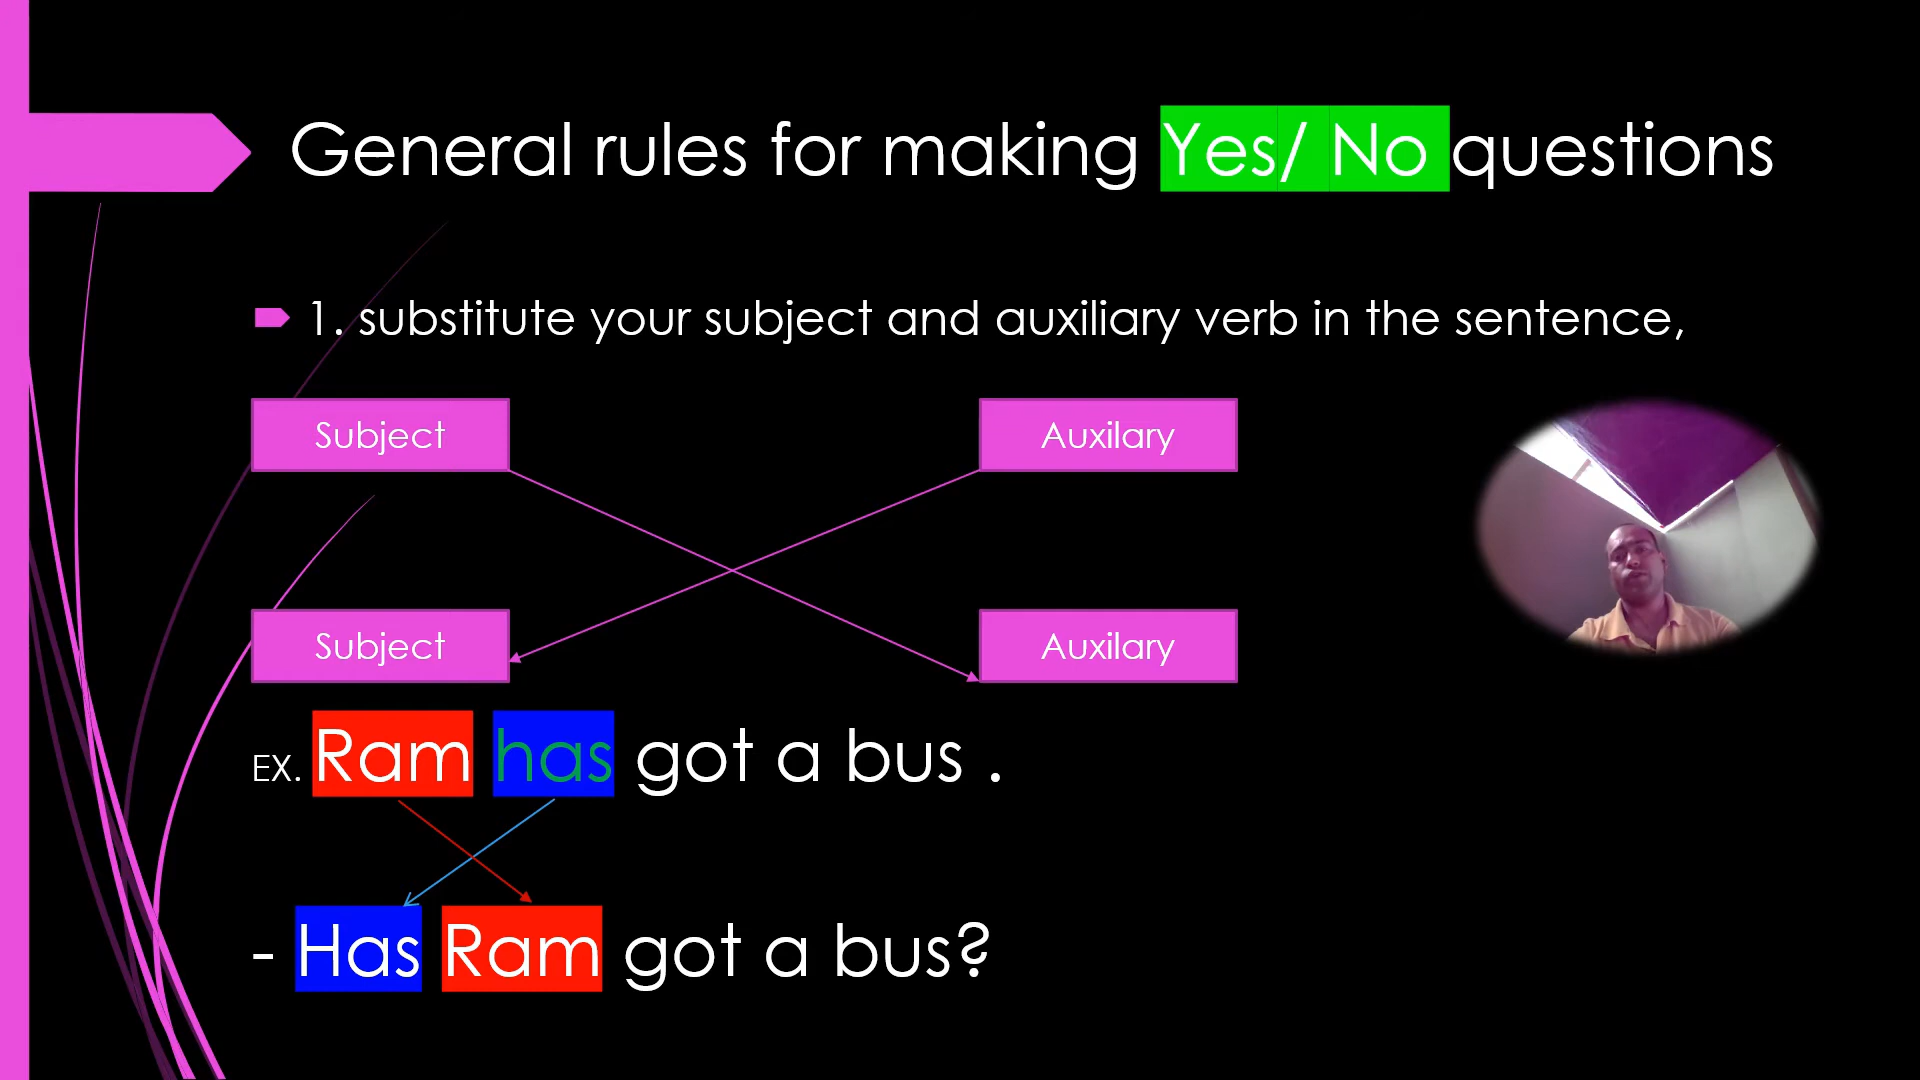 General rules for making Yes/ No questions
1. substitute your subject and auxiliary verb in the sentence,
Subject Auxilary
Subject Auxilary
EX. Ram has got a bus .
- Has Ram got a bus?